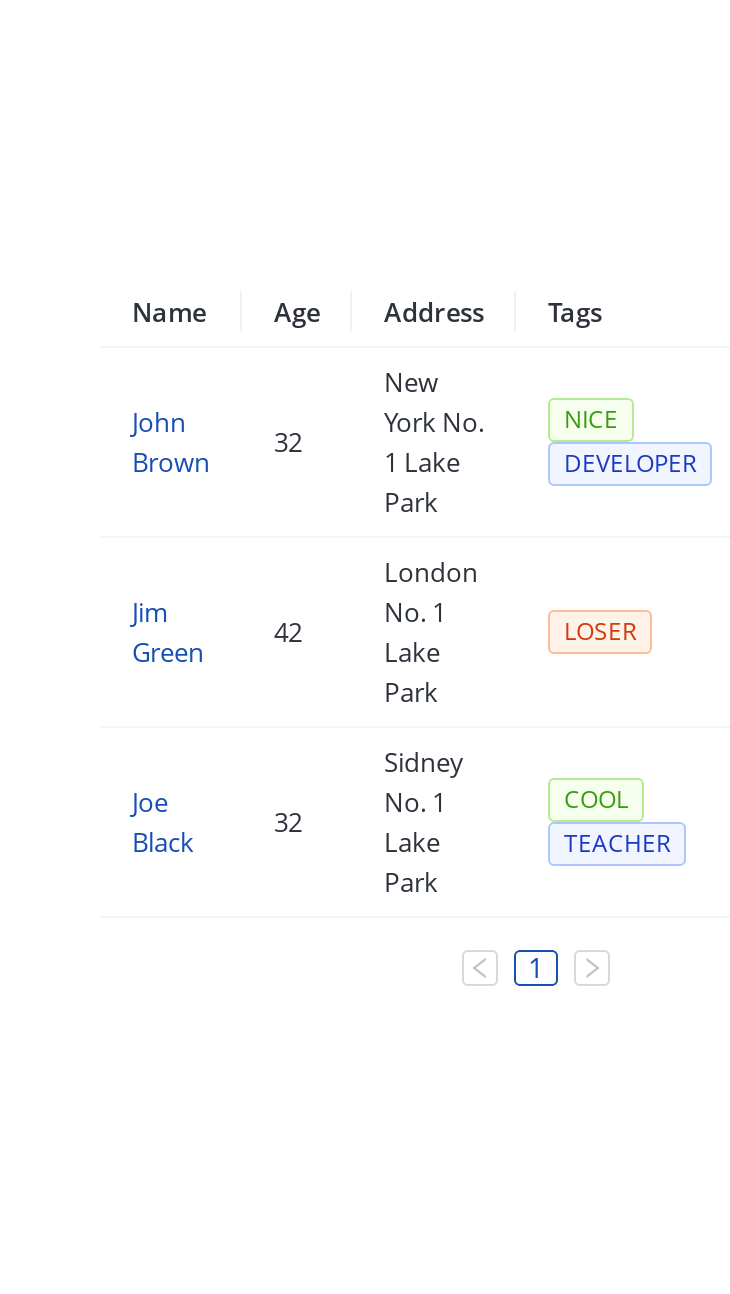 Name Age Address Tags
John Brown 32 New York No. 1 Lake Park NICE DEVELOPER
Jim Green 42 London No. 1 Lake Park LOSER
Joe Black 32 Sidney No. 1 Lake Park COOL TEACHER
1